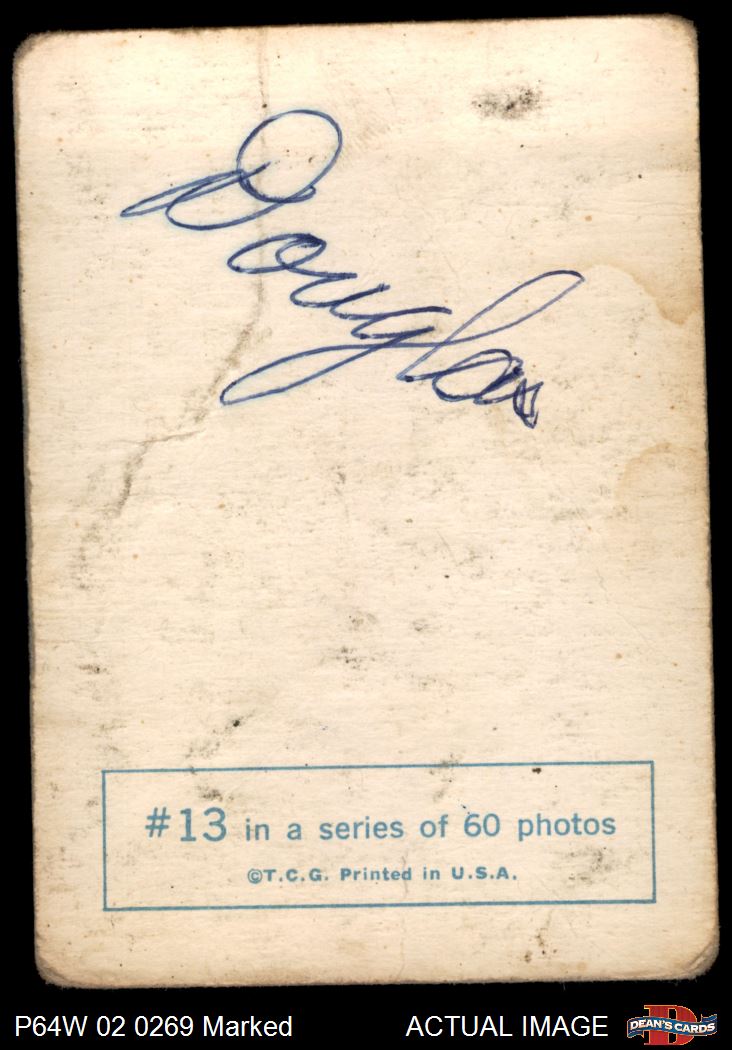 Douglas
#13 in a series of 60 photos
©T.C.G. Printed in U.S.A.
P64W 02 0269 Marked
ACTUAL IMAGE
DEAN'S CARDS